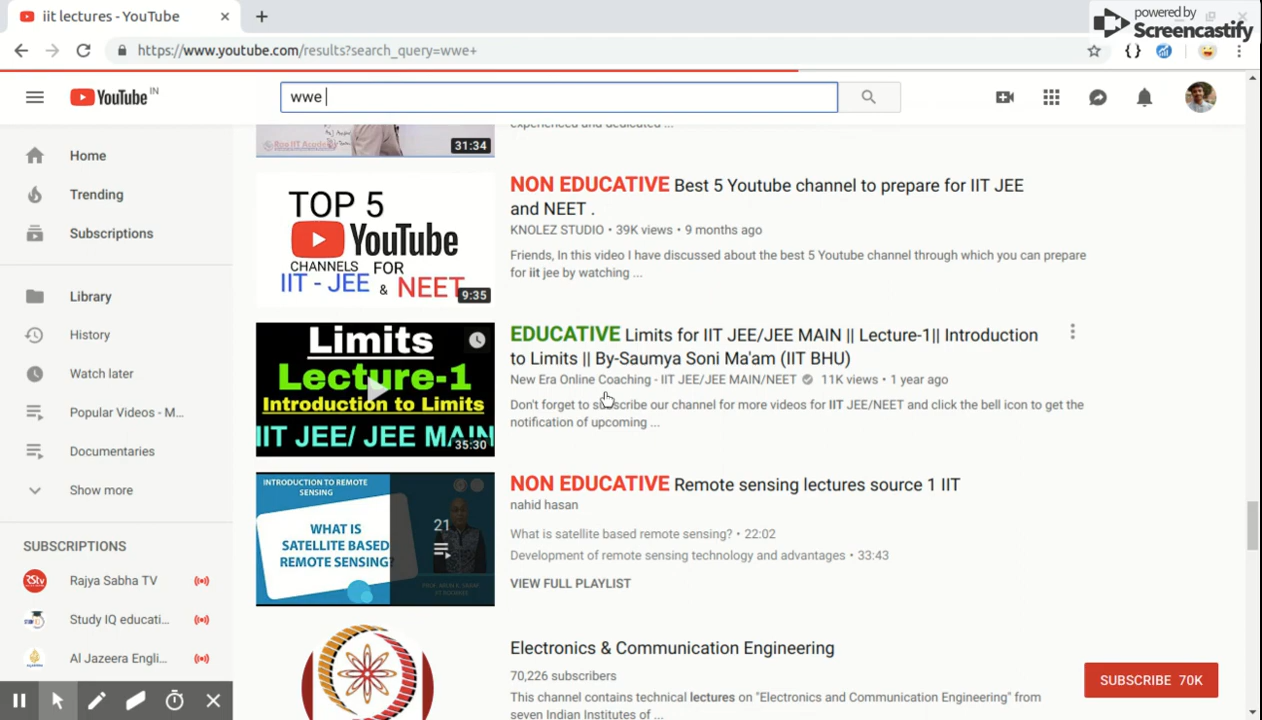 iit lectures - YouTube
powered by
Screencastify
https://www.youtube.com/results?search_query=wwe+
YouTube IN
wwe
Home
Trending
Subscriptions
Library
History
Watch later
Popular Videos - M...
Documentaries
Show more
SUBSCRIPTIONS
Rajya Sabha TV
Study IQ educati...
Al Jazeera Engli...
31:34
experienced and dedicated ...
TOP 5
YouTube
CHANNELS FOR
IIT - JEE & NEET
9:35
NON EDUCATIVE Best 5 Youtube channel to prepare for IIT JEE
and NEET .
KNOLEZ STUDIO • 39K views • 9 months ago
Friends, In this video I have discussed about the best 5 Youtube channel through which you can prepare
for iit jee by watching ...
Limits
Lecture-1
Introduction to Limits
IIT JEE/ JEE MAIN
35:30
EDUCATIVE Limits for IIT JEE/JEE MAIN || Lecture-1|| Introduction
to Limits || By-Saumya Soni Ma'am (IIT BHU)
New Era Online Coaching - IIT JEE/JEE MAIN/NEET 11K views • 1 year ago
Don't forget to subscribe our channel for more videos for IIT JEE/NEET and click the bell icon to get the
notification of upcoming ...
INTRODUCTION TO REMOTE
SENSING
WHAT IS
SATELLITE BASED
REMOTE SENSING?
21
NON EDUCATIVE Remote sensing lectures source 1 IIT
nahid hasan
What is satellite based remote sensing? • 22:02
Development of remote sensing technology and advantages • 33:43
VIEW FULL PLAYLIST
Electronics & Communication Engineering
70,226 subscribers
This channel contains technical lectures on "Electronics and Communication Engineering" from
seven Indian Institutes of ...
SUBSCRIBE 70K